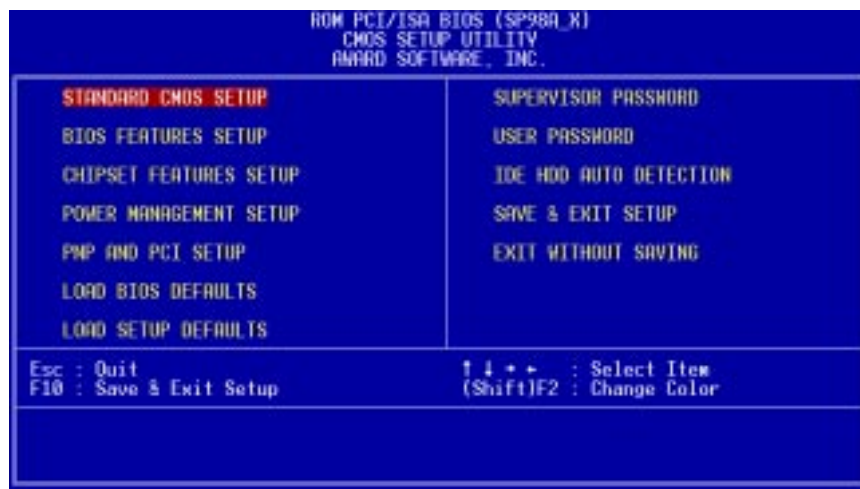 ROM PCI/ISA BIOS (SP98A_X)
CMOS SETUP UTILITY
AWARD SOFTWARE, INC.
STANDARD CMOS SETUP
BIOS FEATURES SETUP
CHIPSET FEATURES SETUP
POWER MANAGEMENT SETUP
PNP AND PCI SETUP
LOAD BIOS DEFAULTS
LOAD SETUP DEFAULTS
SUPERVISOR PASSWORD
USER PASSWORD
IDE HDD AUTO DETECTION
SAVE & EXIT SETUP
EXIT WITHOUT SAVING
Esc : Quit
F10 : Save & Exit Setup
↑ ↓ → ← : Select Item
(Shift)F2 : Change Color